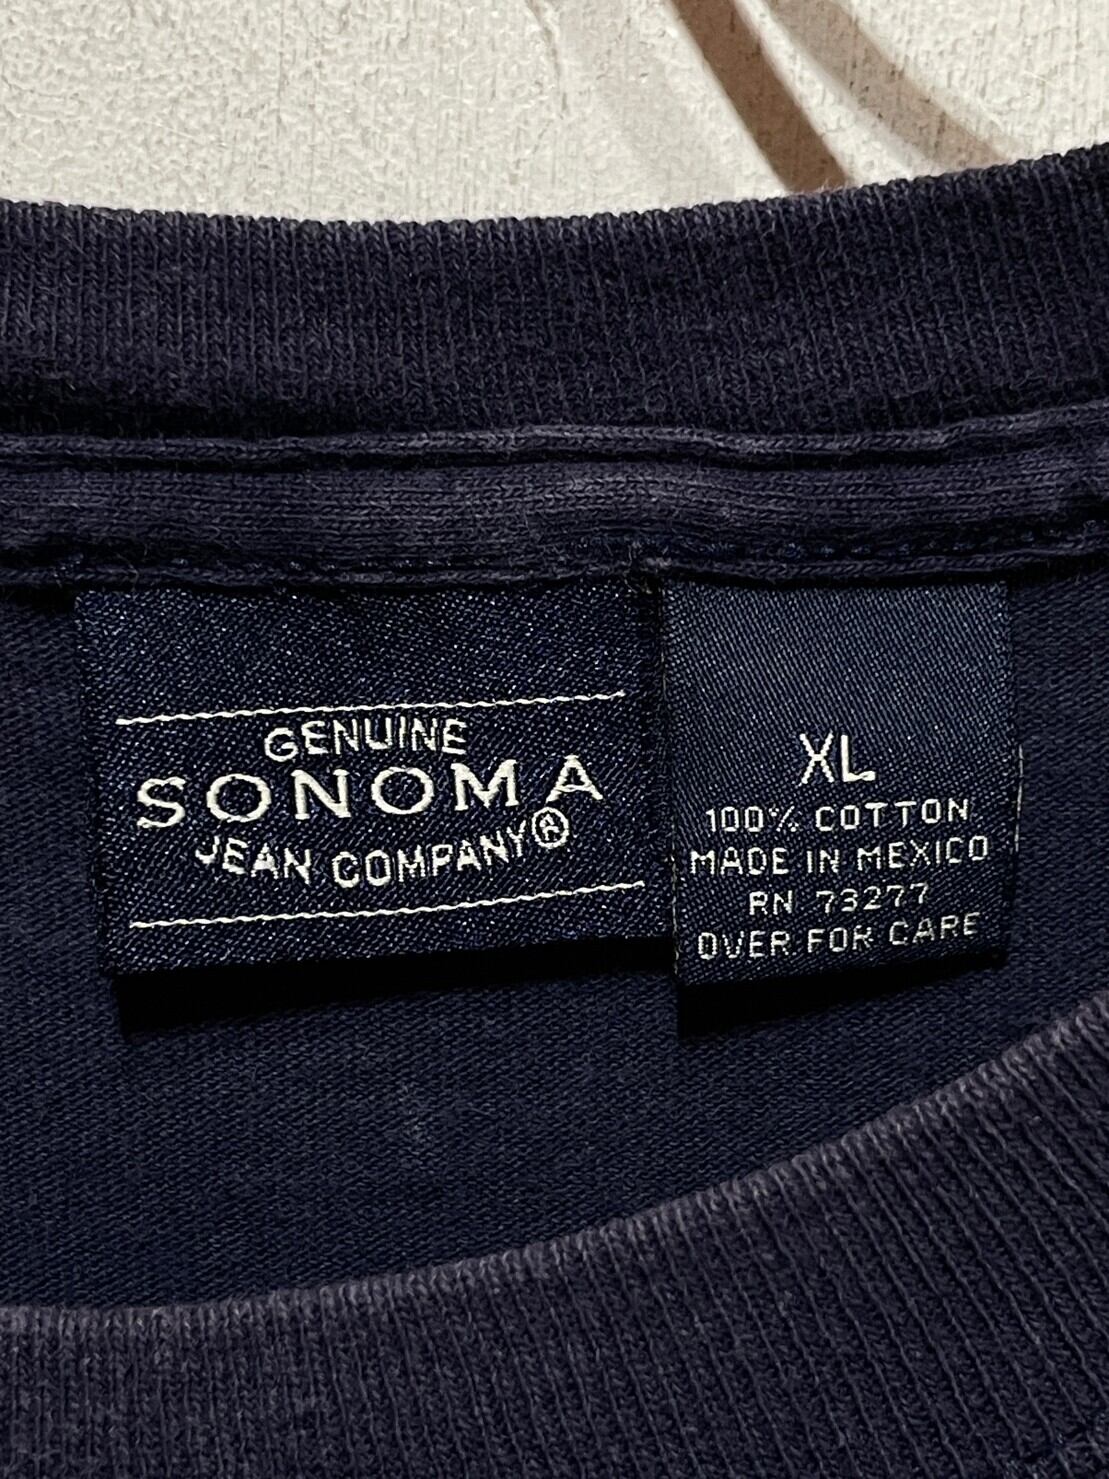 GENUINE
SONOMA
JEAN COMPANY®
XL
100% COTTON
MADE IN MEXICO
RN 73277
OVER FOR CARE